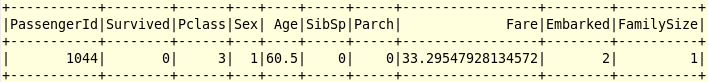 +-----------+--------+------+---+----+-----+-----+-----------------+--------+----------+
|PassengerId|Survived|Pclass|Sex| Age|SibSp|Parch|             Fare|Embarked|FamilySize|
+-----------+--------+------+---+----+-----+-----+-----------------+--------+----------+
|       1044|       0|     3|  1|60.5|    0|    0|33.29547928134572|       2|         1|
+-----------+--------+------+---+----+-----+-----+-----------------+--------+----------+